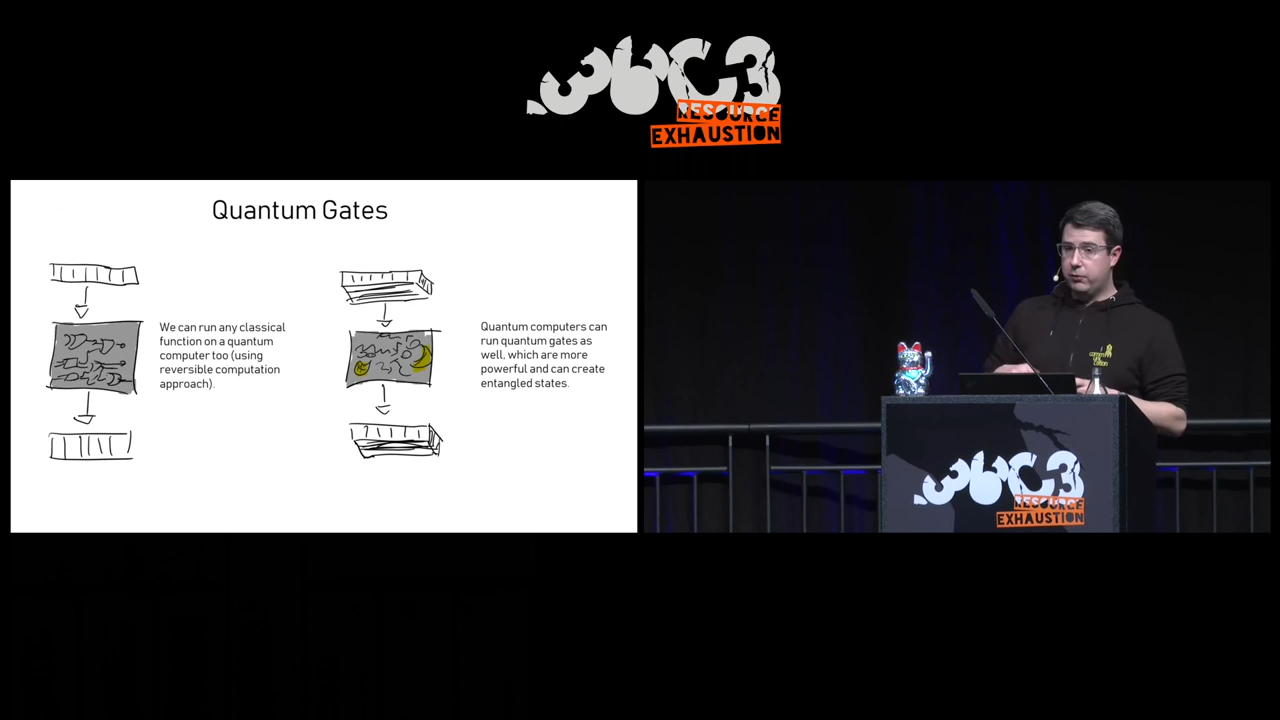 36C3
RESOURCE
EXHAUSTION
Quantum Gates
We can run any classical
function on a quantum
computer too (using
reversible computation
approach).
Quantum computers can
run quantum gates as
well, which are more
powerful and can create
entangled states.
36C3
RESOURCE
EXHAUSTION